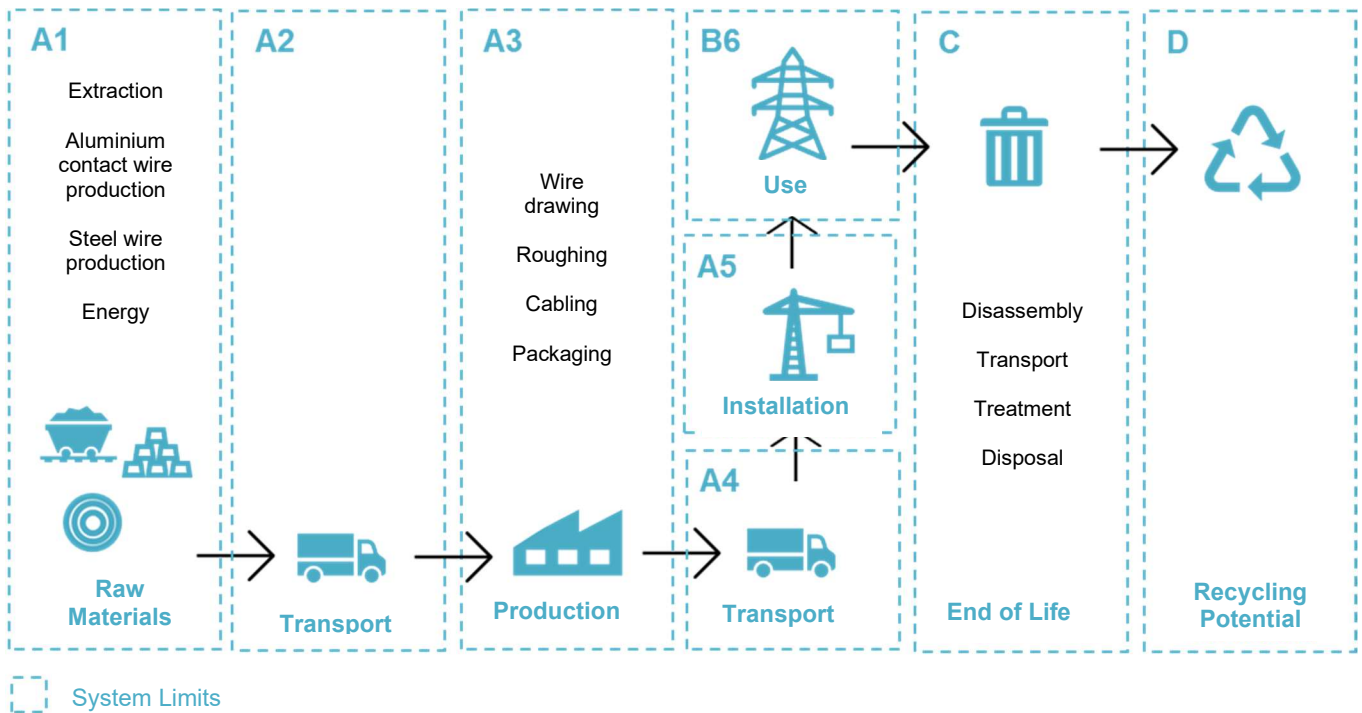 A1
Extraction
Aluminium
contact wire
production
Steel wire
production
Energy
Raw
Materials
A2
Transport
A3
Wire
drawing
Roughing
Cabling
Packaging
Production
A4
Transport
A5
Installation
B6
Use
C
Disassembly
Transport
Treatment
Disposal
End of Life
D
Recycling
Potential
System Limits